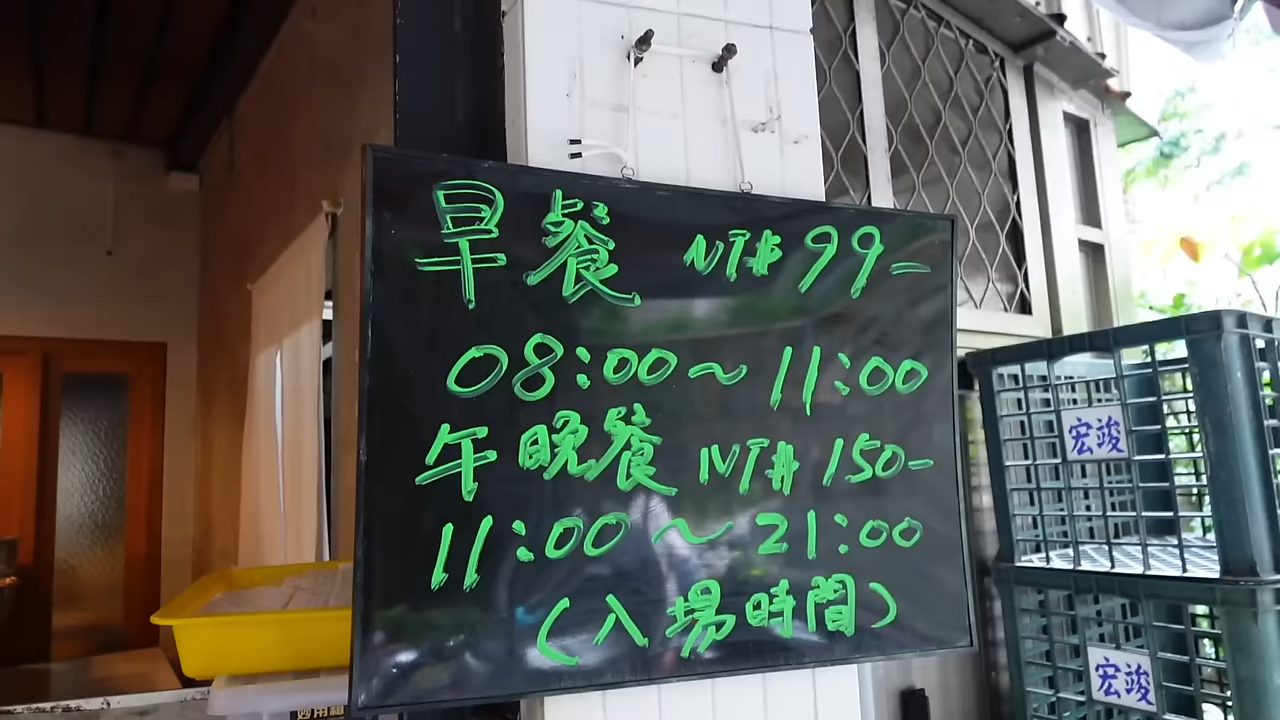 早餐 NT$ 99-
08:00~11:00
午晚餐 NT$ 150-
11:00~21:00
(入場時間)
宏竣
宏竣